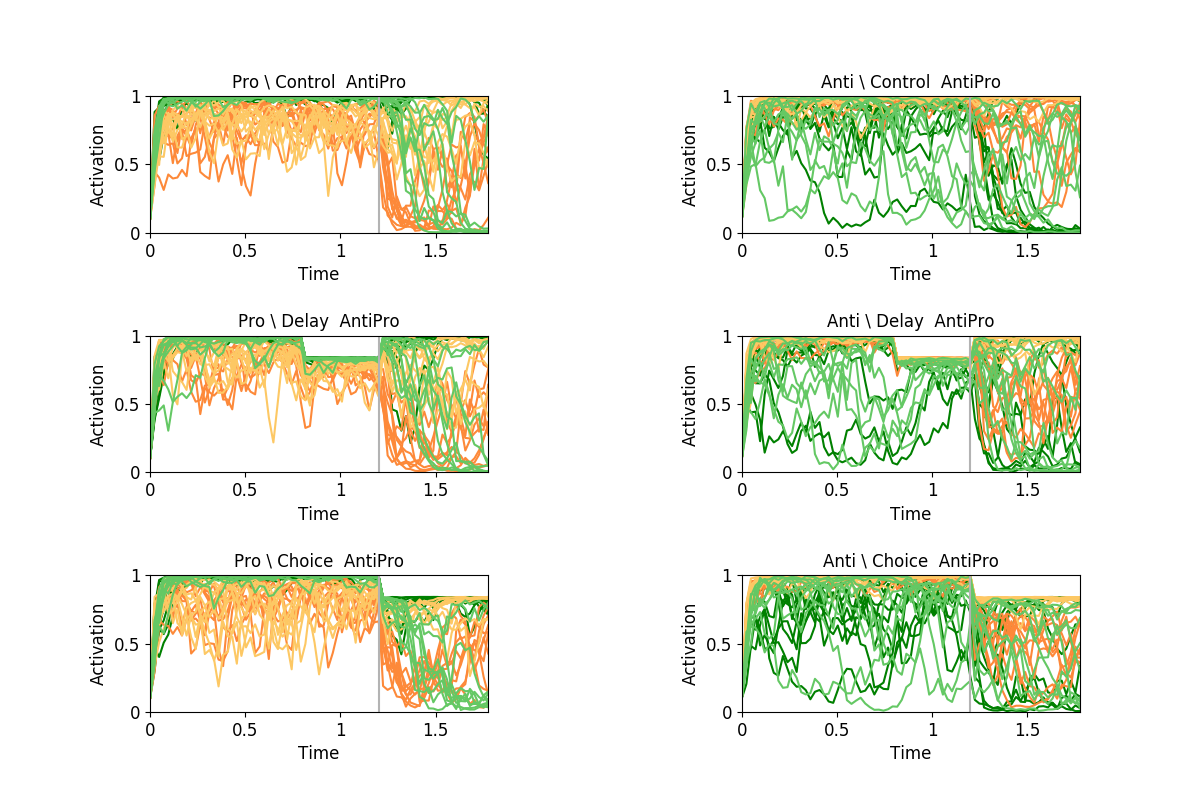 Pro \ Control  AntiPro
Activation
1
0.5
0
0 0.5 1 1.5
Time
Anti \ Control  AntiPro
Activation
1
0.5
0
0 0.5 1 1.5
Time
Pro \ Delay  AntiPro
Activation
1
0.5
0
0 0.5 1 1.5
Time
Anti \ Delay  AntiPro
Activation
1
0.5
0
0 0.5 1 1.5
Time
Pro \ Choice  AntiPro
Activation
1
0.5
0
0 0.5 1 1.5
Time
Anti \ Choice  AntiPro
Activation
1
0.5
0
0 0.5 1 1.5
Time